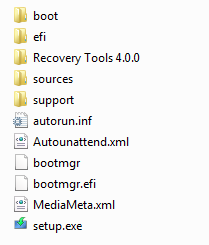 boot
efi
Recovery Tools 4.0.0
sources
support
autorun.inf
Autounattend.xml
bootmgr
bootmgr.efi
MediaMeta.xml
setup.exe